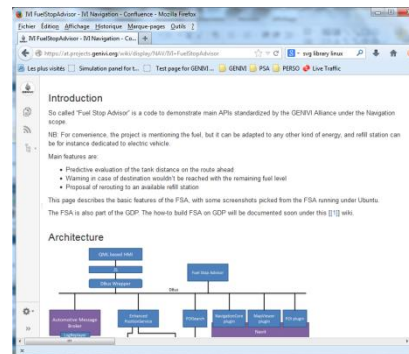 IVI FuelStopAdvisor - IVI Navigation - Confluence - Mozilla Firefox
Fichier Édition Affichage Historique Marque-pages Outils ?
IVI FuelStopAdvisor - IVI Navigation - Co...
https://at.projects.genivi.org/wiki/display/NAV/IVI+FuelStopAdvisor
svg library linux
Les plus visités Simulation panel for t... Test page for GENIVI ... GENIVI PSA PERSO Live Traffic
Introduction
So called "Fuel Stop Advisor" is a code to demonstrate main APIs standardized by the GENIVI Alliance under the Navigation
scope.
NB: For convenience, the project is mentioning the fuel, but it can be adapted to any other kind of energy, and refill station can
be for instance dedicated to electric vehicle.
Main features are:
• Predictive evaluation of the tank distance on the route ahead
• Warning in case of destination wouldn't be reached with the remaining fuel level
• Proposal of rerouting to an available refill station
This page describes the basic features of the FSA, with some screenshots picked from the FSA running under Ubuntu.
The FSA is also part of the GDP. The how-to build FSA on GDP will be documented soon under this [[1]] wiki.
Architecture
QML based HMI
JS
DBus Wrapper
Fuel Stop Advisor
DBus
Automotive Message
Broker
Enhanced
PositionService
POISearch
NavigationCore
plugin
MapViewer
plugin
POI plugin
Navit